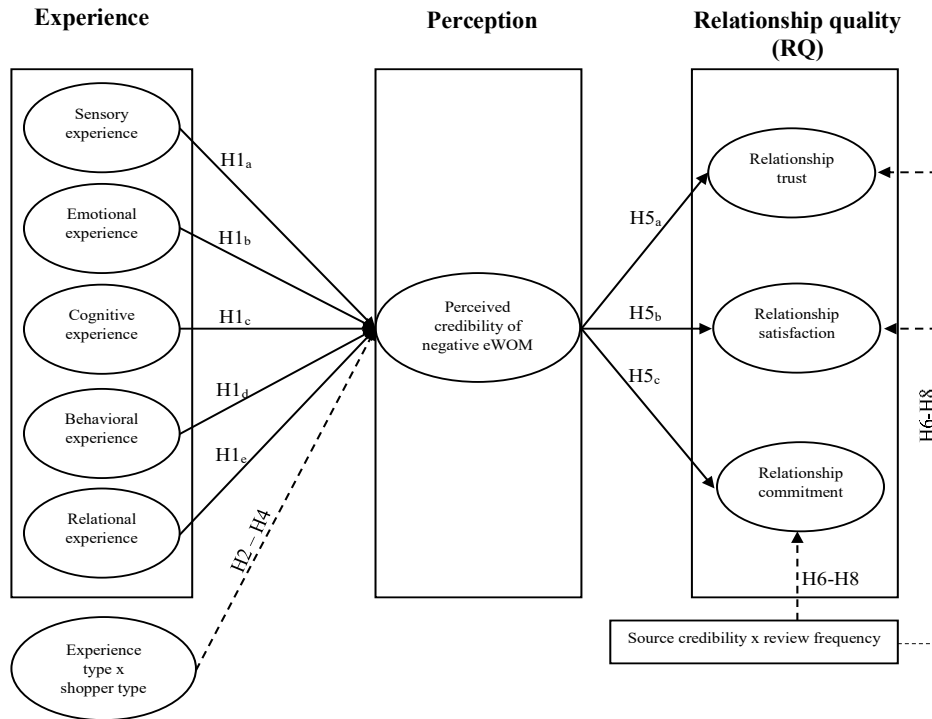 Experience
Perception
Relationship quality
(RQ)
Sensory
experience
Emotional
experience
Cognitive
experience
Behavioral
experience
Relational
experience
Experience
type x
shopper type
H1a
H1b
H1c
H1d
H1e
H2 – H4
Perceived
credibility of
negative eWOM
H5a
H5b
H5c
Relationship
trust
Relationship
satisfaction
Relationship
commitment
H6-H8
H6-H8
Source credibility x review frequency